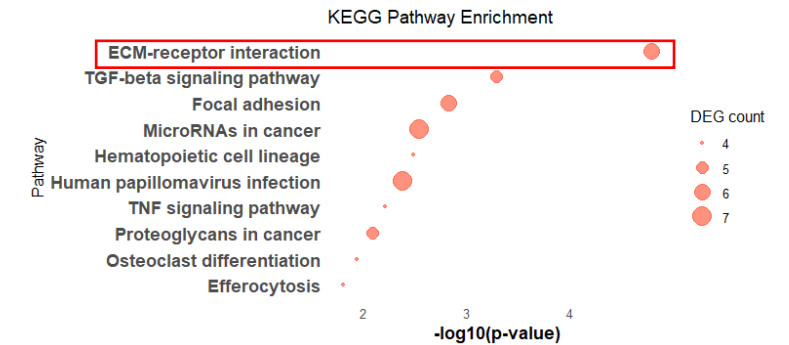 KEGG Pathway Enrichment
ECM-receptor interaction
TGF-beta signaling pathway
Focal adhesion
MicroRNAs in cancer
Hematopoietic cell lineage
Human papillomavirus infection
TNF signaling pathway
Proteoglycans in cancer
Osteoclast differentiation
Efferocytosis
Pathway
2 3 4
-log10(p-value)
DEG count
4
5
6
7